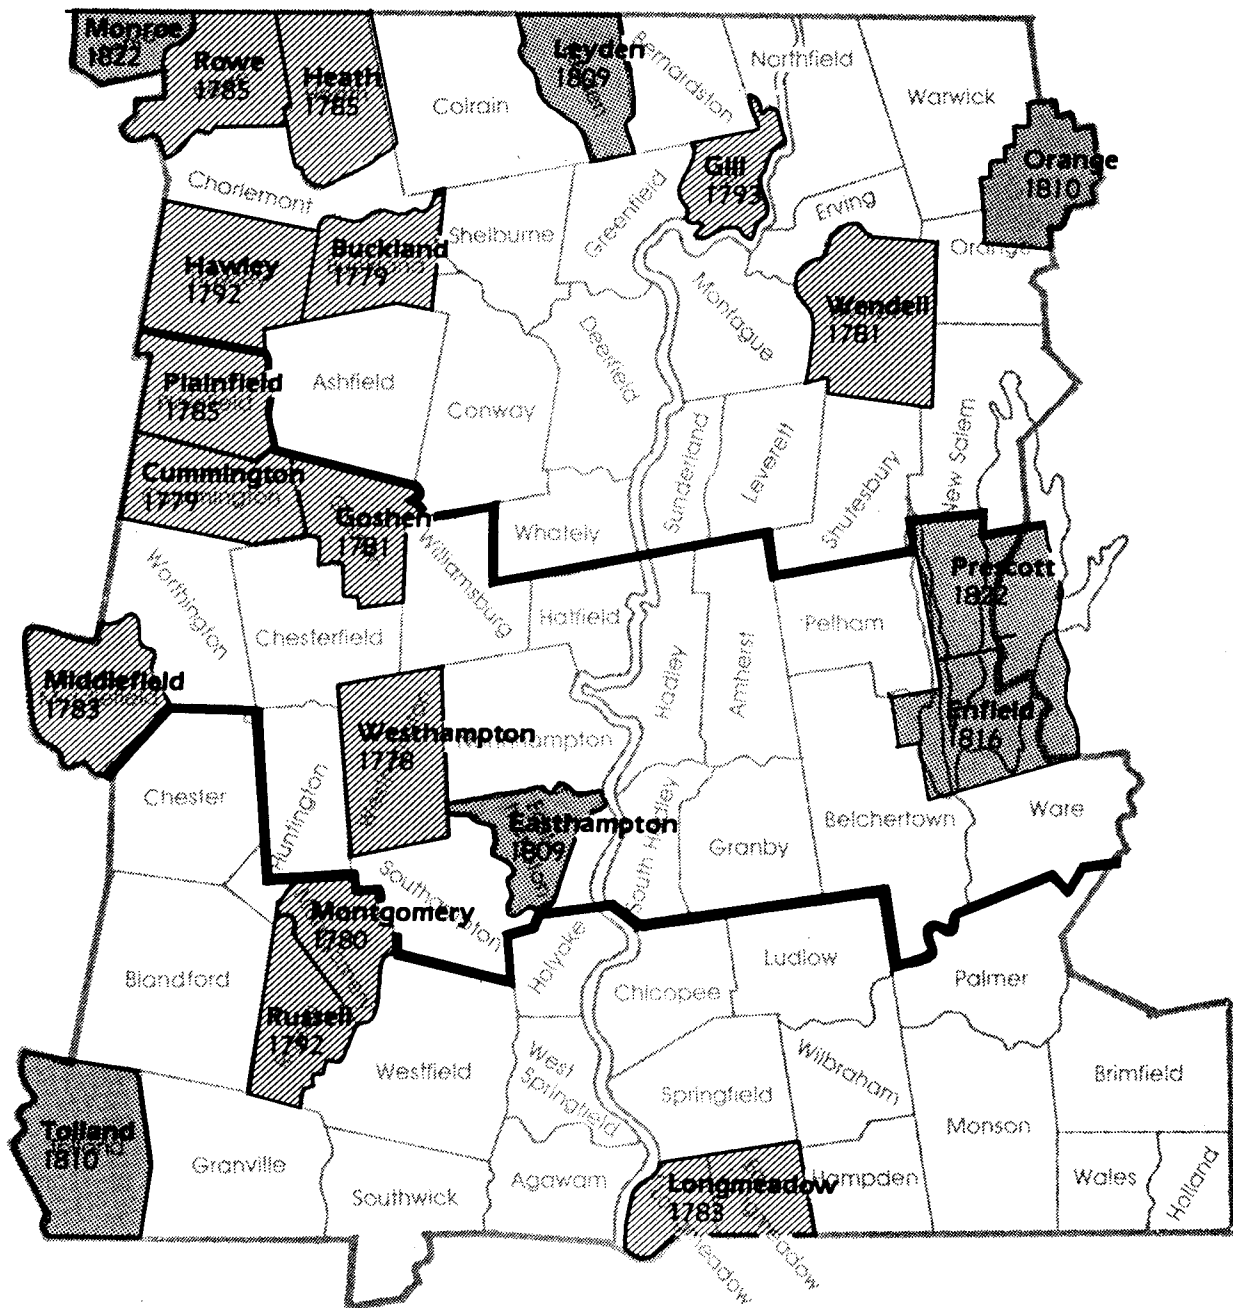 Monroe
1822
Rowe
1785
Heath
1785
Colrain
Leyden
1809
Bernardston
Northfield
Warwick
Orange
1810
Gill
1793
Charlemont
Shelburne
Greenfield
Erving
Orange
Buckland
1779
Hawley
1792
Montague
Wendell
1781
Deerfield
Plainfield
1785
Ashfield
Conway
Sunderland
Leverett
Shutesbury
New Salem
Cummington
1779
Goshen
1781
Whately
Williamsburg
Worthington
Chesterfield
Hatfield
Hadley
Amherst
Pelham
Prescott
1822
Middlefield
1783
Westhampton
1778
Northampton
Enfield
1816
Chester
Huntington
Easthampton
1809
South Hadley
Granby
Belchertown
Ware
Southampton
Montgomery
1780
Blandford
Holyoke
Chicopee
Ludlow
Palmer
Russell
1792
Westfield
West
Springfield
Springfield
Wilbraham
Brimfield
Monson
Tolland
1810
Granville
Southwick
Agawam
Longmeadow
1783
Hampden
Wales
Holland